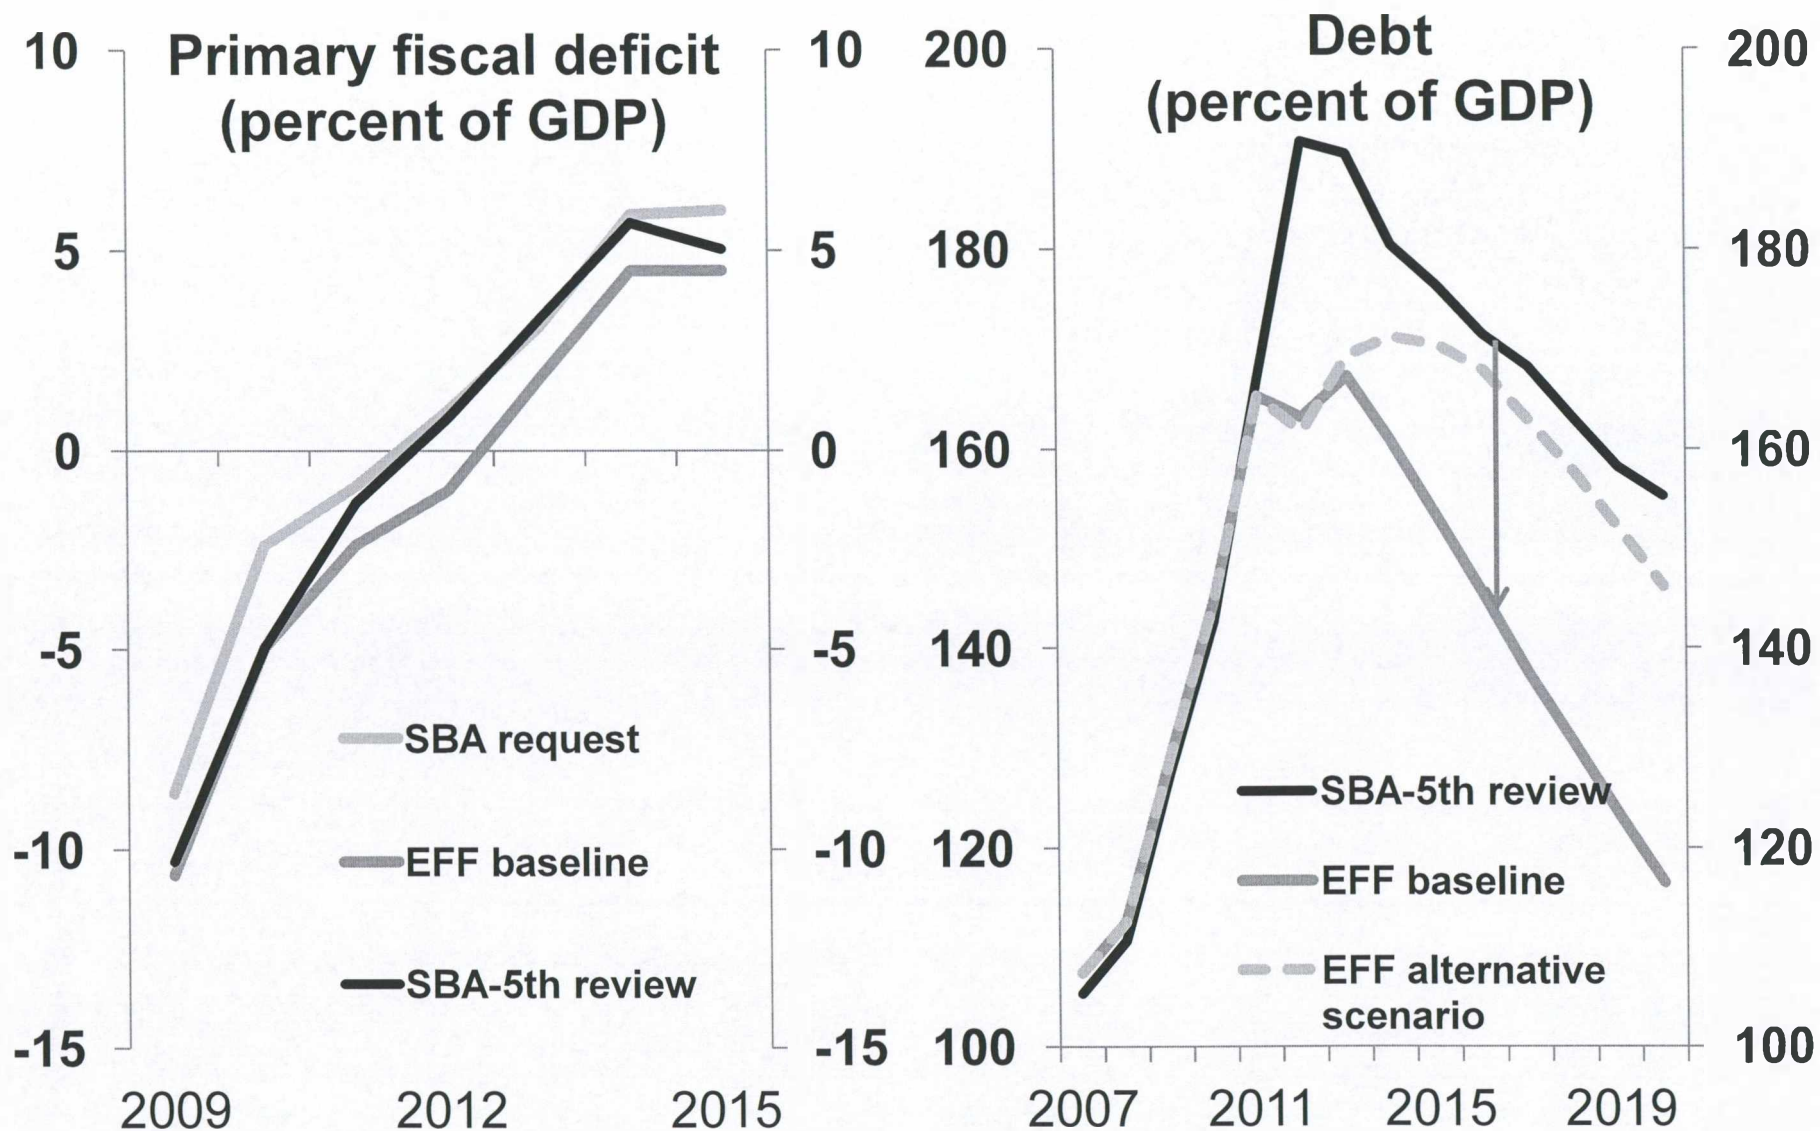 Primary fiscal deficit
(percent of GDP)
10
5
0
-5
-10
-15
10
5
0
-5
-10
-15
SBA request
EFF baseline
SBA-5th review
2009
2012
2015
Debt
(percent of GDP)
200
180
160
140
120
100
200
180
160
140
120
100
SBA-5th review
EFF baseline
EFF alternative
scenario
2007
2011
2015
2019